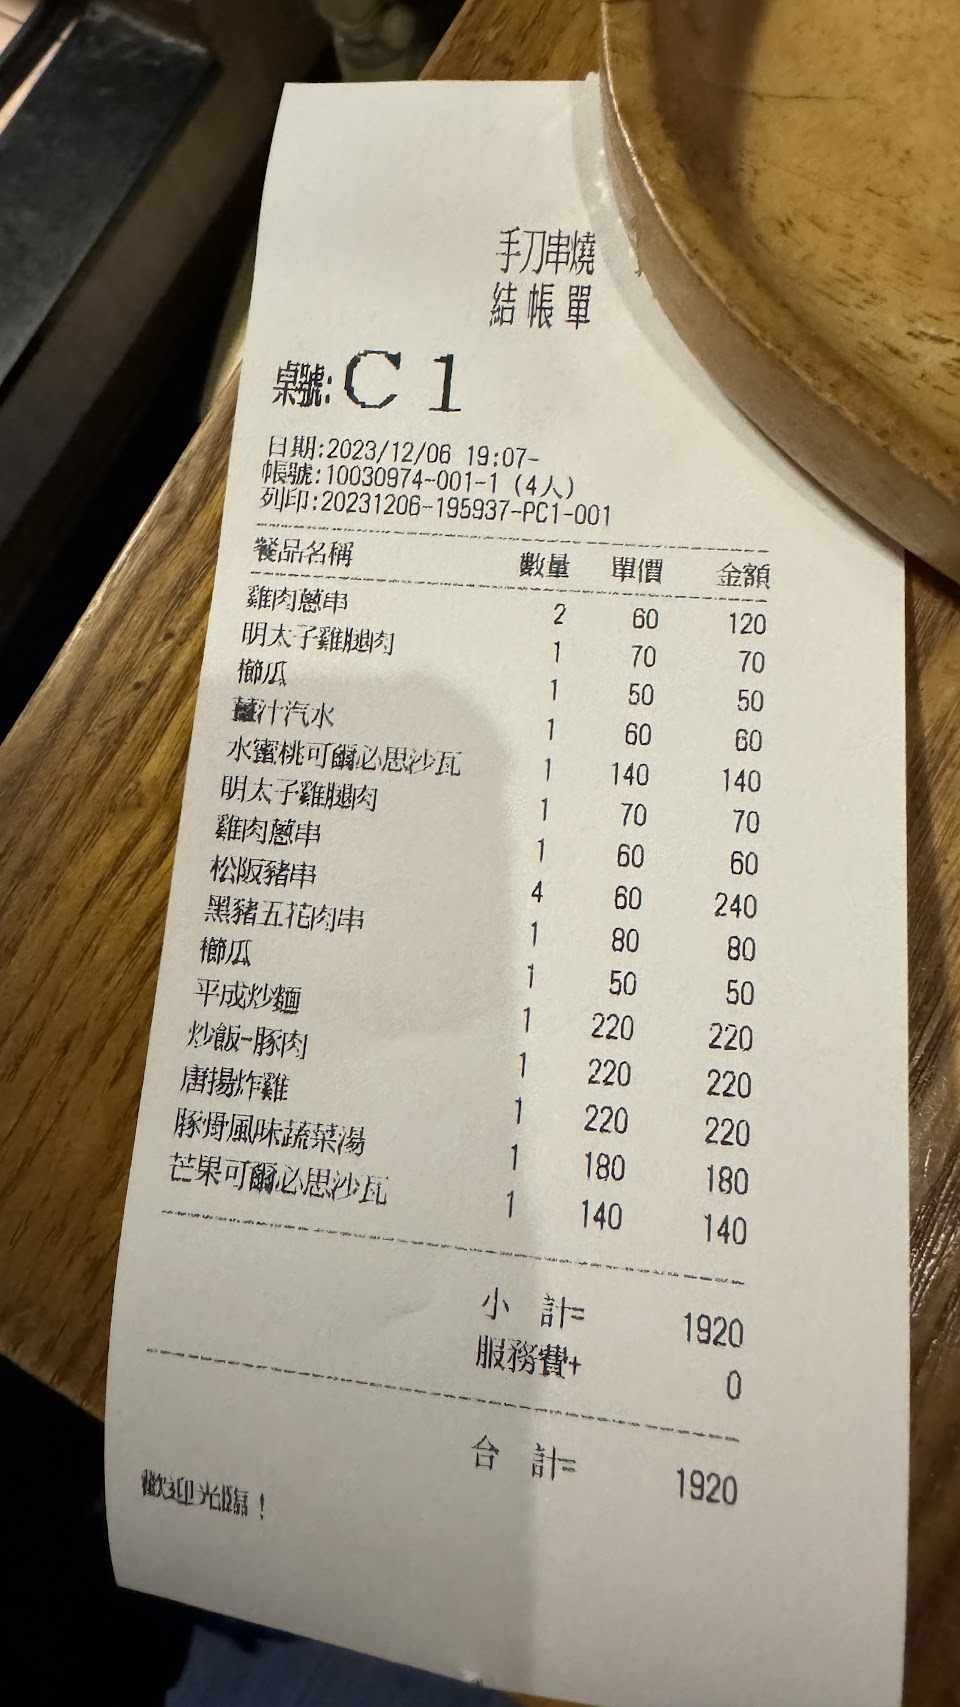 手刀串燒
結帳單
桌號:C1
日期:2023/12/06 19:07-
帳號:10030974-001-1 (4人)
列印:20231206-195937-PC1-001
餐品名稱 數量 單價 金額
雞肉蔥串 2 60 120
明太子雞腿肉 1 70 70
櫛瓜 1 50 50
薑汁汽水 1 60 60
水蜜桃可爾必思沙瓦 1 140 140
明太子雞腿肉 1 70 70
雞肉蔥串 1 60 60
松阪豬串 4 60 240
黑豬五花肉串 1 80 80
櫛瓜 1 50 50
平成炒麵 1 220 220
炒飯-豚肉 1 220 220
唐揚炸雞 1 220 220
豚骨風味蔬菜湯 1 180 180
芒果可爾必思沙瓦 1 140 140
小 計= 1920
服務費+ 0
合 計= 1920
歡迎光臨!